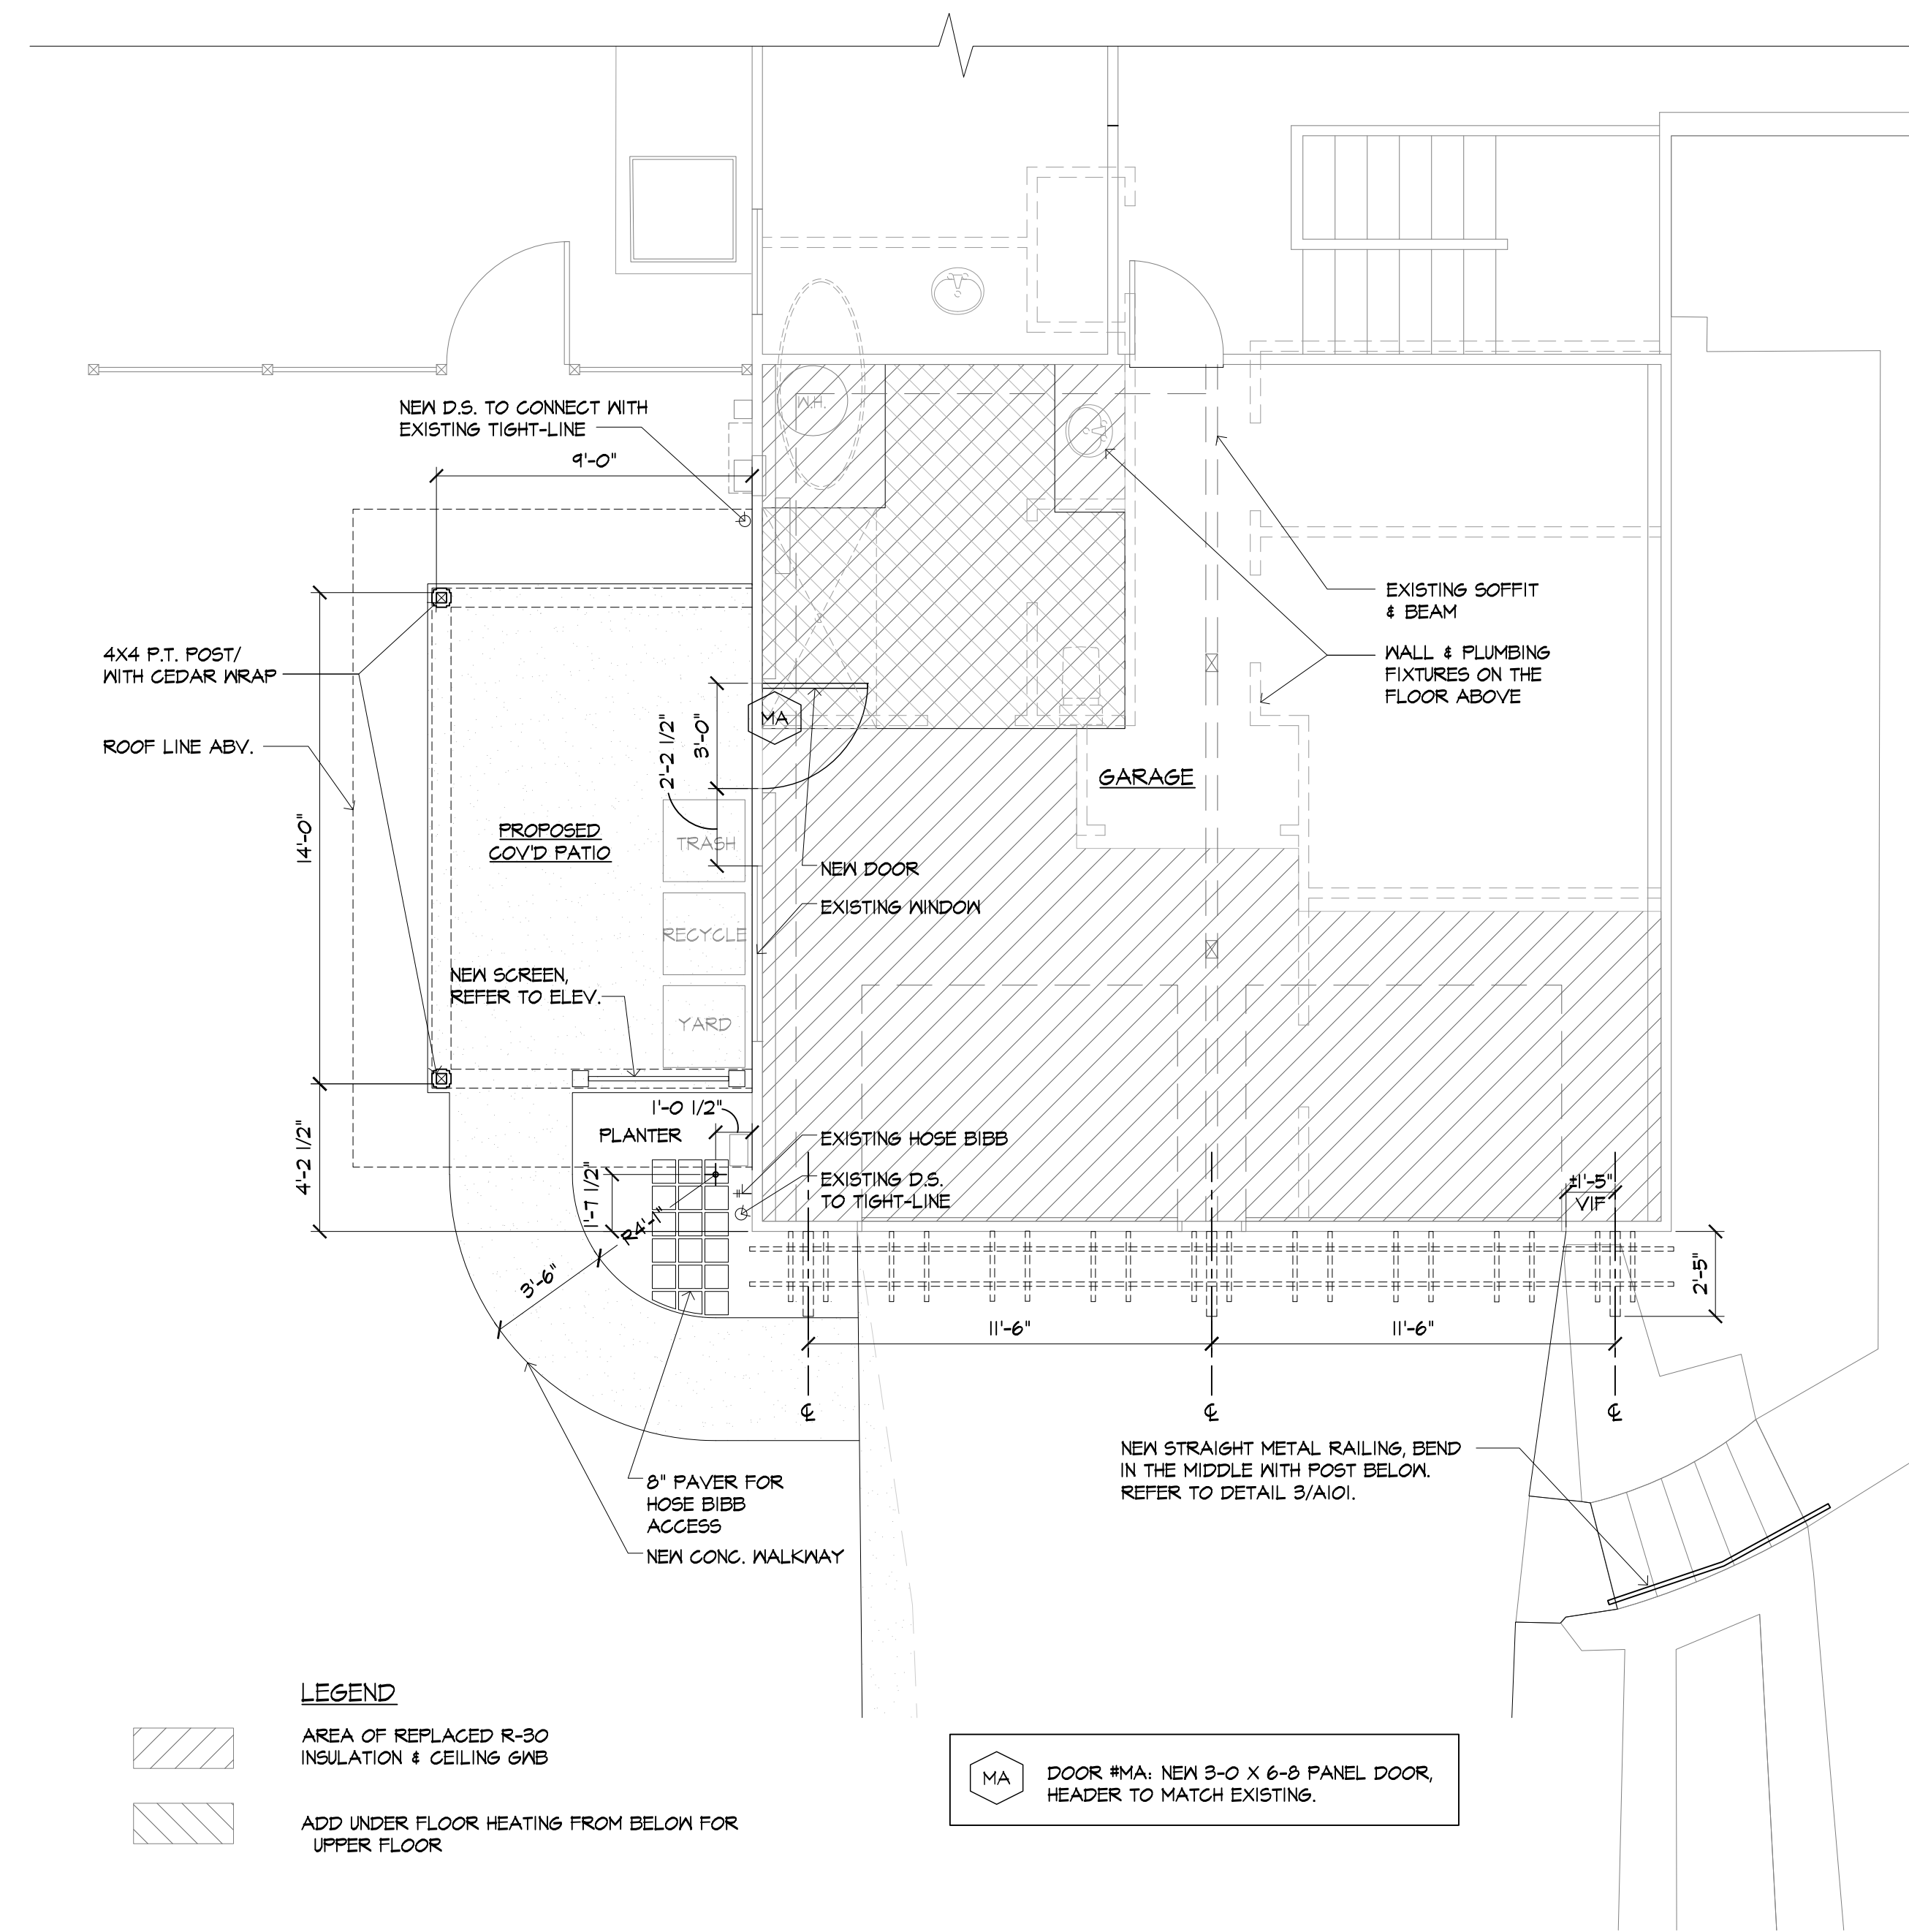 NEW D.S. TO CONNECT WITH
EXISTING TIGHT-LINE
9'-0"
W.H.
EXISTING SOFFIT
& BEAM
WALL & PLUMBING
FIXTURES ON THE
FLOOR ABOVE
4X4 P.T. POST/
WITH CEDAR WRAP
ROOF LINE ABV.
MA
3'-0"
2'-2 1/2"
GARAGE
14'-0"
PROPOSED
COV'D PATIO
TRASH
NEW DOOR
EXISTING WINDOW
RECYCLE
NEW SCREEN,
REFER TO ELEV.
YARD
1'-0 1/2"
PLANTER
EXISTING HOSE BIBB
EXISTING D.S.
TO TIGHT-LINE
4'-2 1/2"
1'-7 1/2"
R4'-1"
3'-6"
±1'-5"
VIF
2'-5"
11'-6"
11'-6"
℄
℄
℄
NEW STRAIGHT METAL RAILING, BEND
IN THE MIDDLE WITH POST BELOW.
REFER TO DETAIL 3/A101.
8" PAVER FOR
HOSE BIBB
ACCESS
NEW CONC. WALKWAY
LEGEND
AREA OF REPLACED R-30
INSULATION & CEILING GWB
ADD UNDER FLOOR HEATING FROM BELOW FOR
UPPER FLOOR
MA
DOOR #MA: NEW 3-0 X 6-8 PANEL DOOR,
HEADER TO MATCH EXISTING.